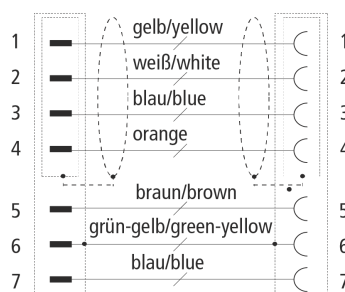 1 gelb/yellow 1
2 weiß/white 2
3 blau/blue 3
4 orange 4
5 braun/brown 5
6 grün-gelb/green-yellow 6
7 blau/blue 7